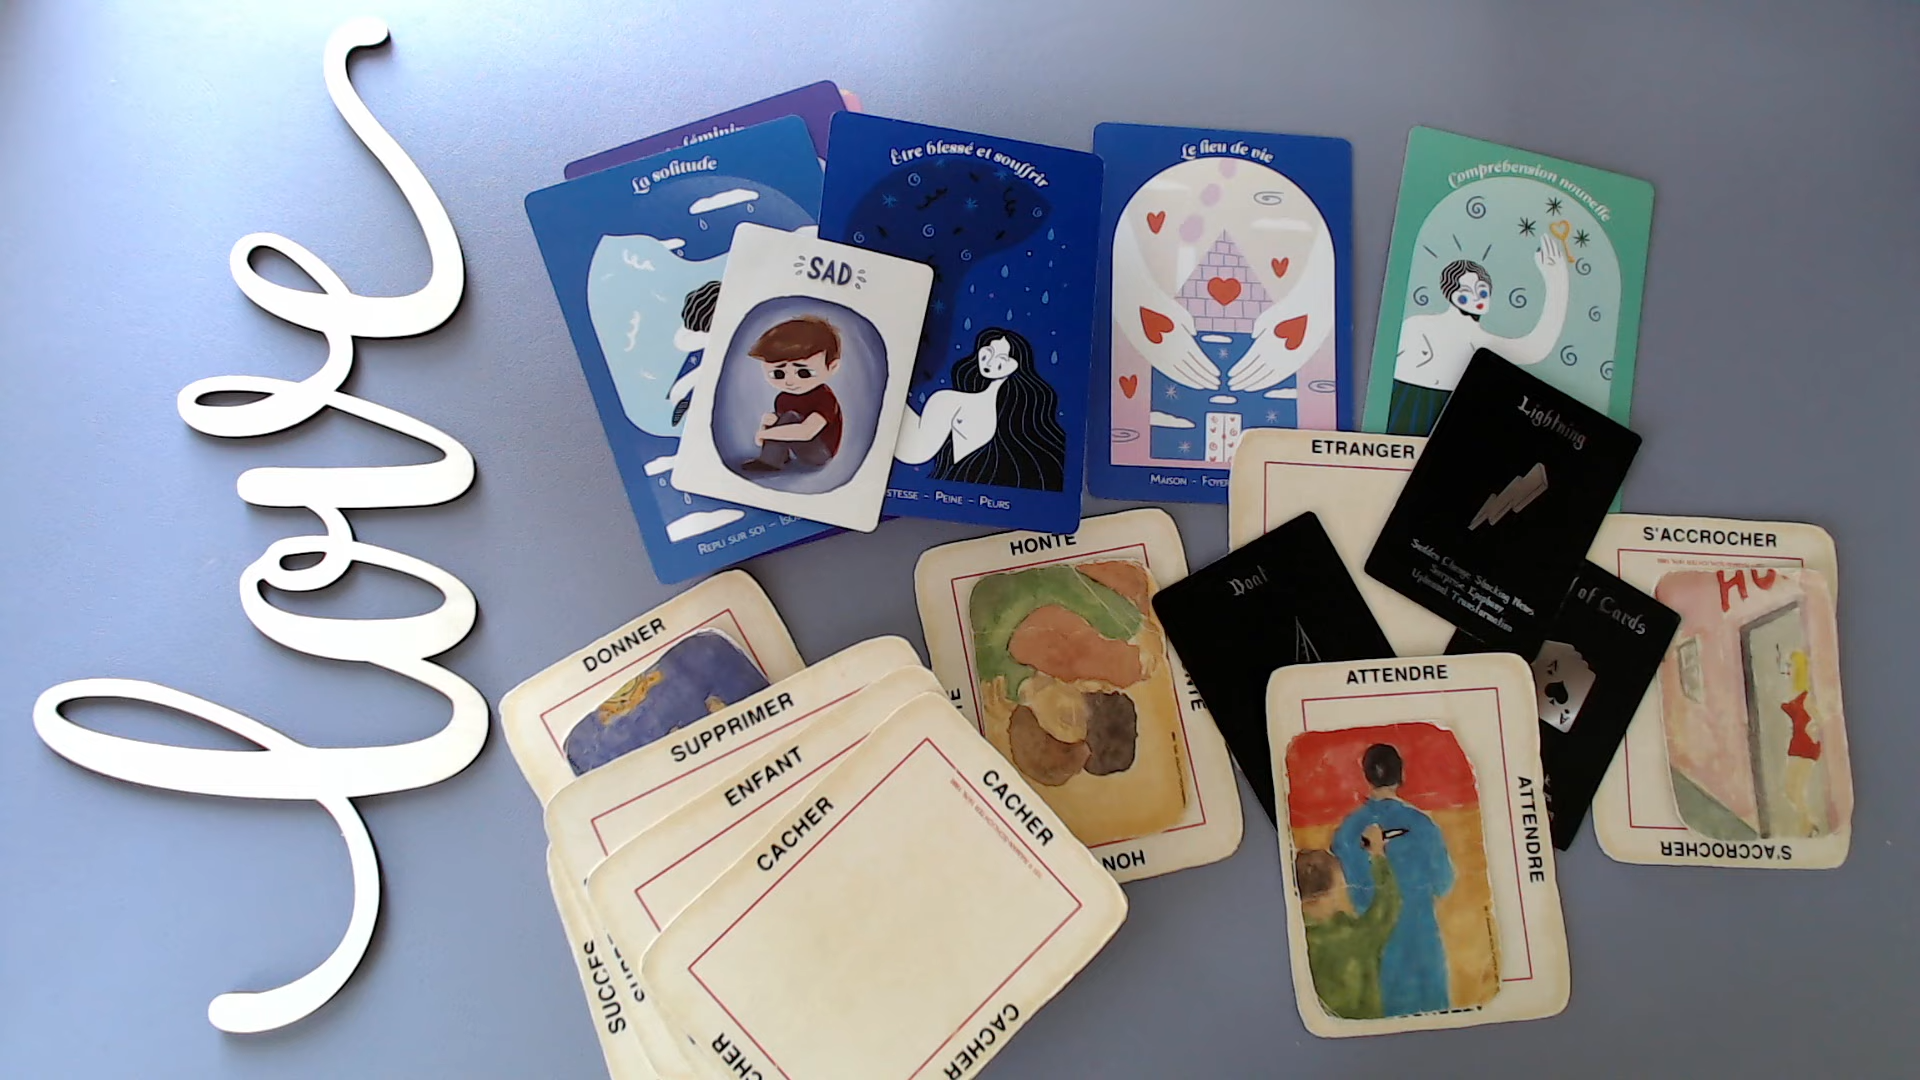 love
féminin
La solitude
REPLI SUR SOI –
SAD
Être blessé et souffrir
– PEINE – PEURS
Le lieu de vie
MAISON –
Compréhension nouvelle
Lightning
Sudden Change, Shocking News
Surprise, Epiphany
Upheaval, Transformation
ETRANGER
Boat
of Cards
S'ACCROCHER
S'ACCROCHER
HONTE
DONNER
SUPPRIMER
ENFANT
CACHER
CACHER
CACHER
SUCCES
ATTENDRE
ATTENDRE